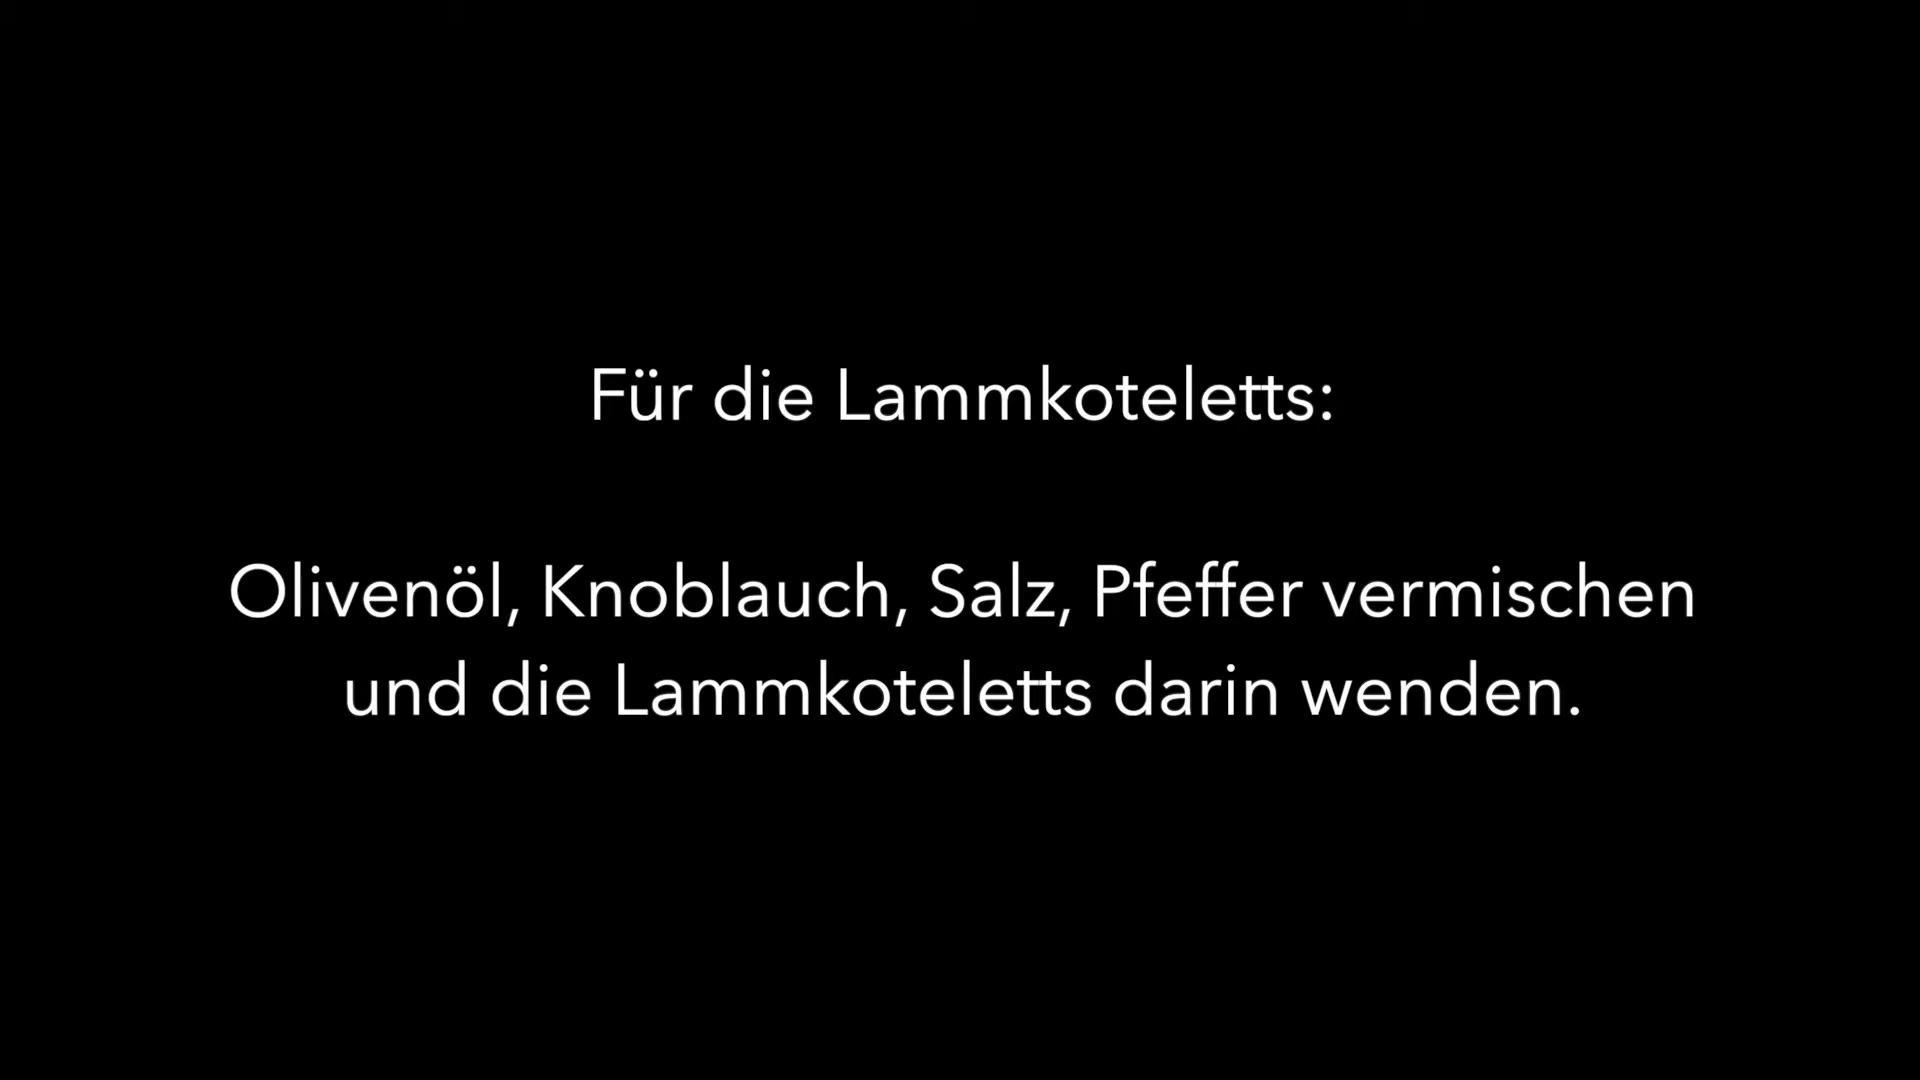 Für die Lammkoteletts:
Olivenöl, Knoblauch, Salz, Pfeffer vermischen
und die Lammkoteletts darin wenden.